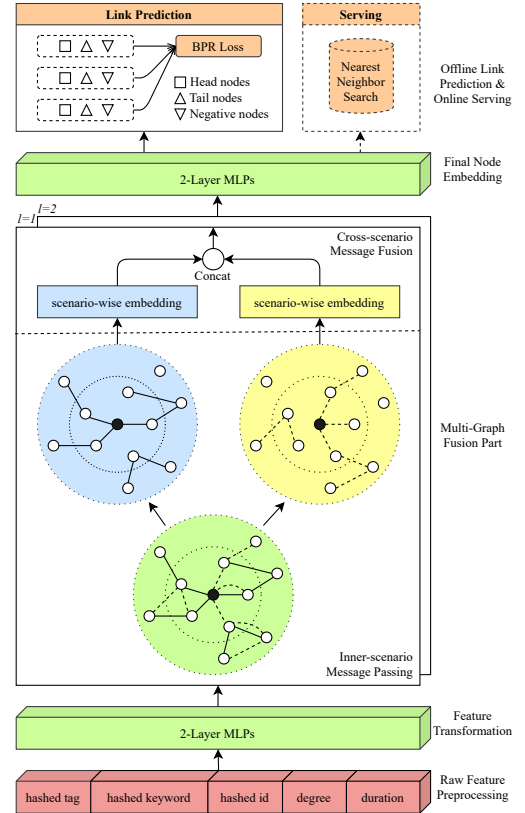 Link Prediction
BPR Loss
Head nodes
Tail nodes
Negative nodes
Serving
Nearest
Neighbor
Search
Offline Link
Prediction &
Online Serving
2-Layer MLPs
Final Node
Embedding
l=2
l=1
Cross-scenario
Message Fusion
Concat
scenario-wise embedding
scenario-wise embedding
Multi-Graph
Fusion Part
Inner-scenario
Message Passing
2-Layer MLPs
Feature
Transformation
hashed tag
hashed keyword
hashed id
degree
duration
Raw Feature
Preprocessing